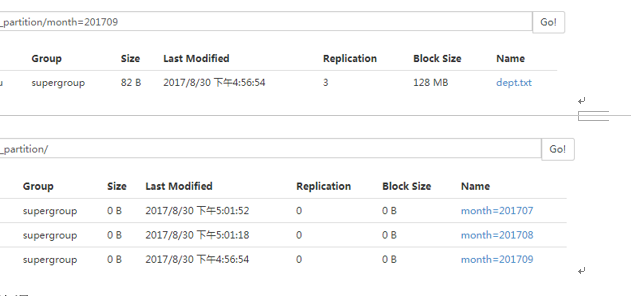 _partition/month=201709 Go!
Group Size Last Modified Replication Block Size Name
u supergroup 82 B 2017/8/30 下午4:56:54 3 128 MB dept.txt
_partition/ Go!
Group Size Last Modified Replication Block Size Name
supergroup 0 B 2017/8/30 下午5:01:52 0 0 B month=201707
supergroup 0 B 2017/8/30 下午5:01:18 0 0 B month=201708
supergroup 0 B 2017/8/30 下午4:56:54 0 0 B month=201709